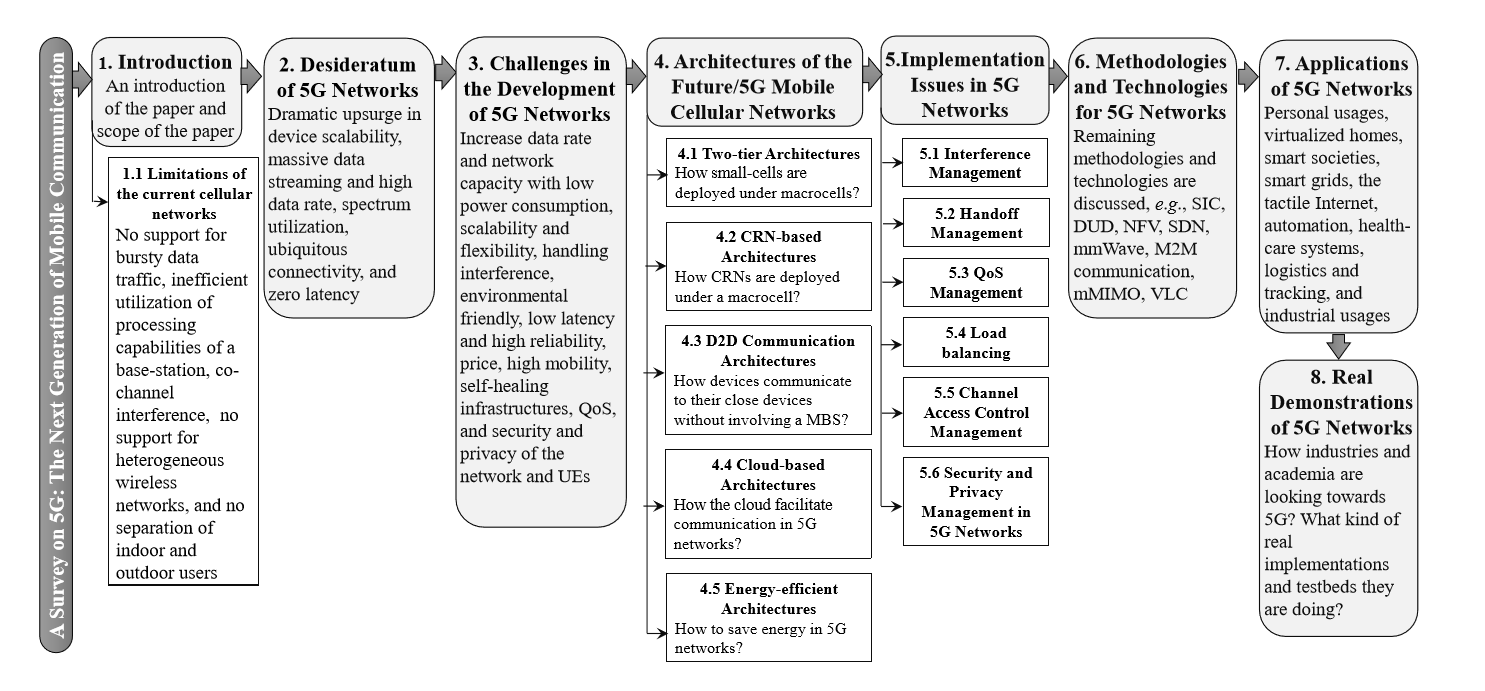 A Survey on 5G: The Next Generation of Mobile Communication
1. Introduction
An introduction
of the paper and
scope of the paper
1.1 Limitations of
the current cellular
networks
No support for
bursty data
traffic, inefficient
utilization of
processing
capabilities of a
base-station, co-
channel
interference, no
support for
heterogeneous
wireless
networks, and no
separation of
indoor and
outdoor users
2. Desideratum
of 5G Networks
Dramatic upsurge in
device scalability,
massive data
streaming and high
data rate, spectrum
utilization,
ubiquitous
connectivity, and
zero latency
3. Challenges in
the Development
of 5G Networks
Increase data rate
and network
capacity with low
power consumption,
scalability and
flexibility, handling
interference,
environmental
friendly, low latency
and high reliability,
price, high mobility,
self-healing
infrastructures, QoS,
and security and
privacy of the
network and UEs
4. Architectures of the
Future/5G Mobile
Cellular Networks
4.1 Two-tier Architectures
How small-cells are
deployed under macrocells?
4.2 CRN-based
Architectures
How CRNs are deployed
under a macrocell?
4.3 D2D Communication
Architectures
How devices communicate
to their close devices
without involving a MBS?
4.4 Cloud-based
Architectures
How the cloud facilitate
communication in 5G
networks?
4.5 Energy-efficient
Architectures
How to save energy in 5G
networks?
5.Implementation
Issues in 5G
Networks
5.1 Interference
Management
5.2 Handoff
Management
5.3 QoS
Management
5.4 Load
balancing
5.5 Channel
Access Control
Management
5.6 Security and
Privacy
Management in
5G Networks
6. Methodologies
and Technologies
for 5G Networks
Remaining
methodologies and
technologies are
discussed, e.g., SIC,
DUD, NFV, SDN,
mmWave, M2M
communication,
mMIMO, VLC
7. Applications
of 5G Networks
Personal usages,
virtualized homes,
smart societies,
smart grids, the
tactile Internet,
automation, health-
care systems,
logistics and
tracking, and
industrial usages
8. Real
Demonstrations
of 5G Networks
How industries and
academia are
looking towards
5G? What kind of
real
implementations
and testbeds they
are doing?